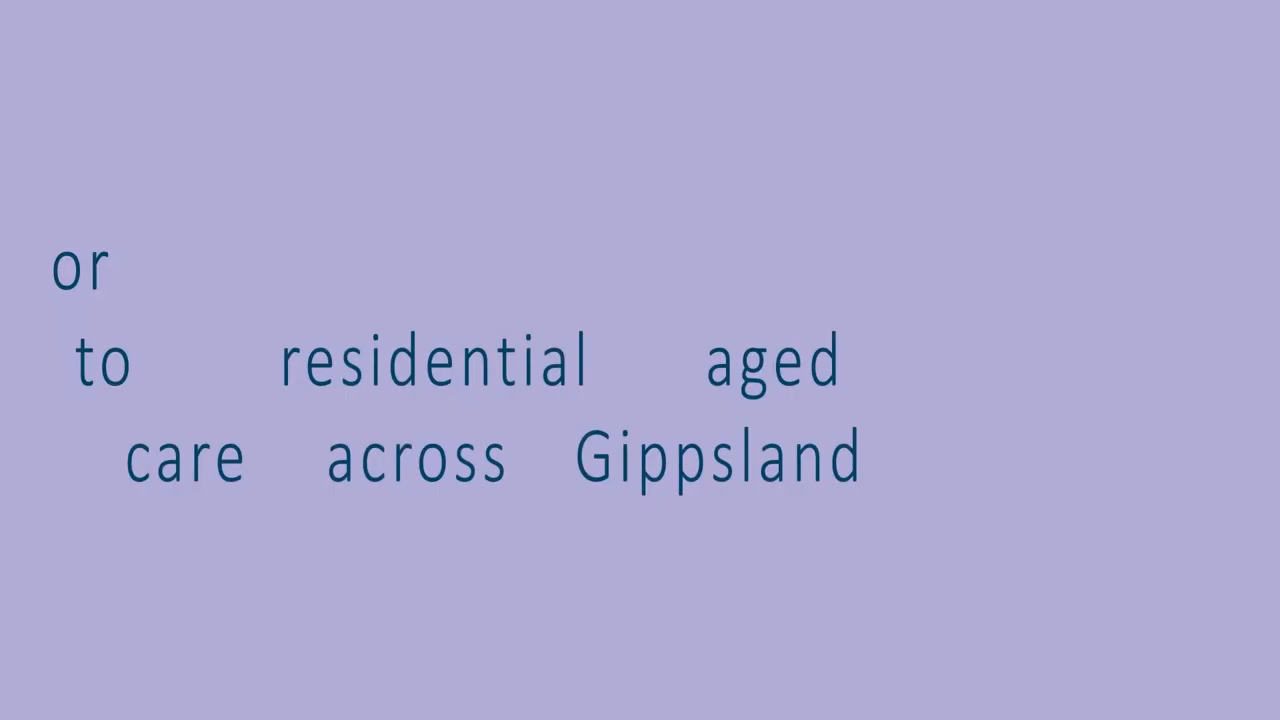 or
to residential aged
care across Gippsland